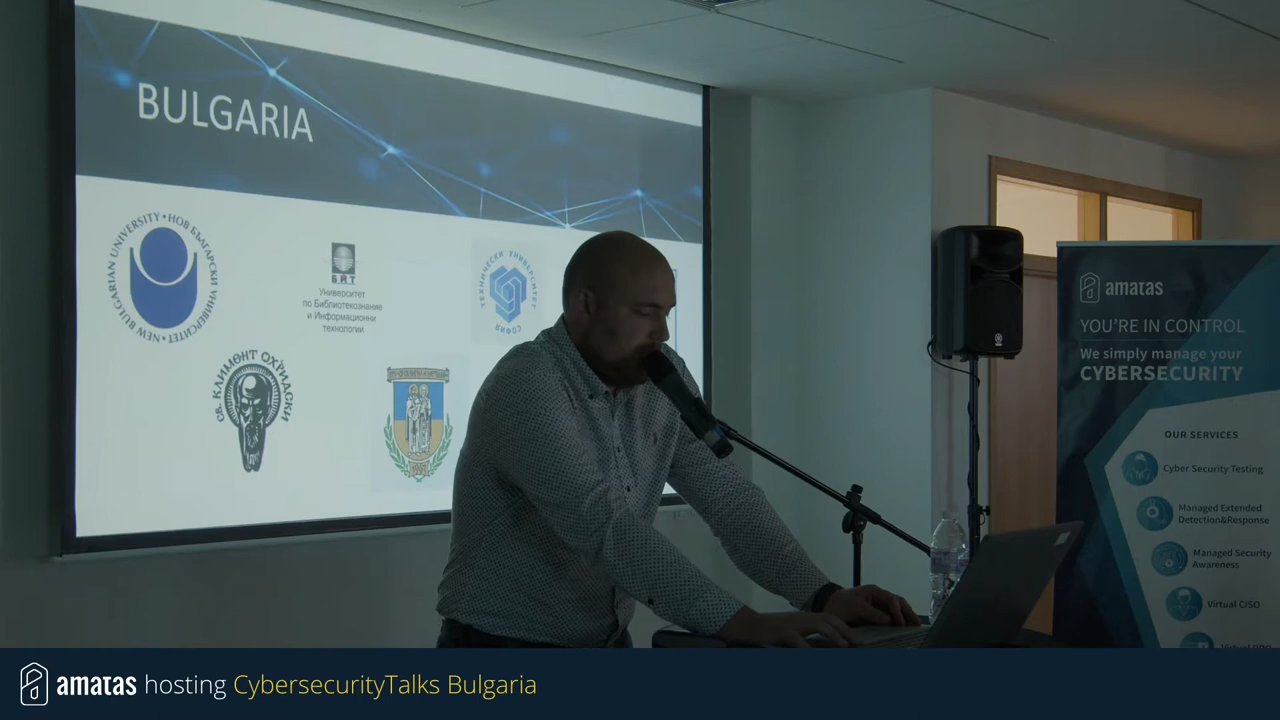 BULGARIA
NEW BULGARIAN UNIVERSITY • НОВ БЪЛГАРСКИ УНИВЕРСИТЕТ •
БИТ
Университет
по Библиотекознание
и Информационни
технологии
ТЕХНИЧЕСКИ УНИВЕРСИТЕТ
СОФИЯ
СВ. КЛИМЕНТ ОХРИДСКИ
amatas
YOU'RE IN CONTROL
We simply manage your
CYBERSECURITY
OUR SERVICES
Cyber Security Testing
Managed Extended
Detection&Response
Managed Security
Awareness
Virtual CISO
amatas hosting CybersecurityTalks Bulgaria